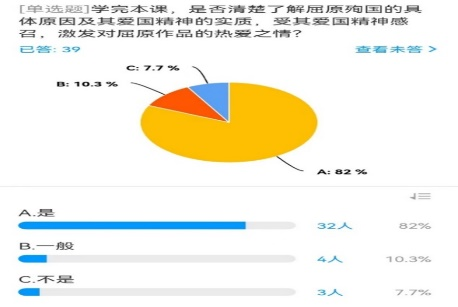 [单选题]学完本课，是否清楚了解屈原殉国的具
体原因及其爱国精神的实质，受其爱国精神感
召，激发对屈原作品的热爱之情?
已答: 39 查看未答 >
C: 7.7 %
B: 10.3 %
A: 82 %
A.是
32人 82%
B.一般
4人 10.3%
C.不是
3人 7.7%